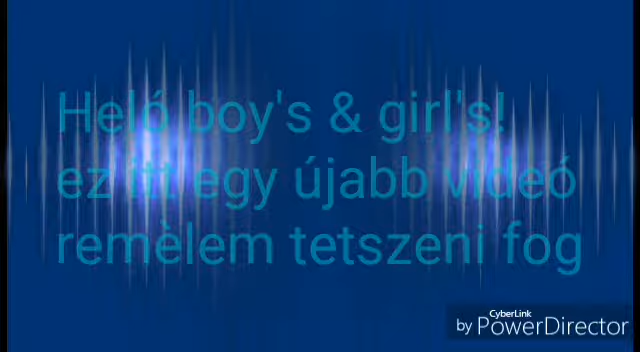 Heló boy's & girl's!
ez itt egy újabb videó
remèlem tetszeni fog
CyberLink
by PowerDirector